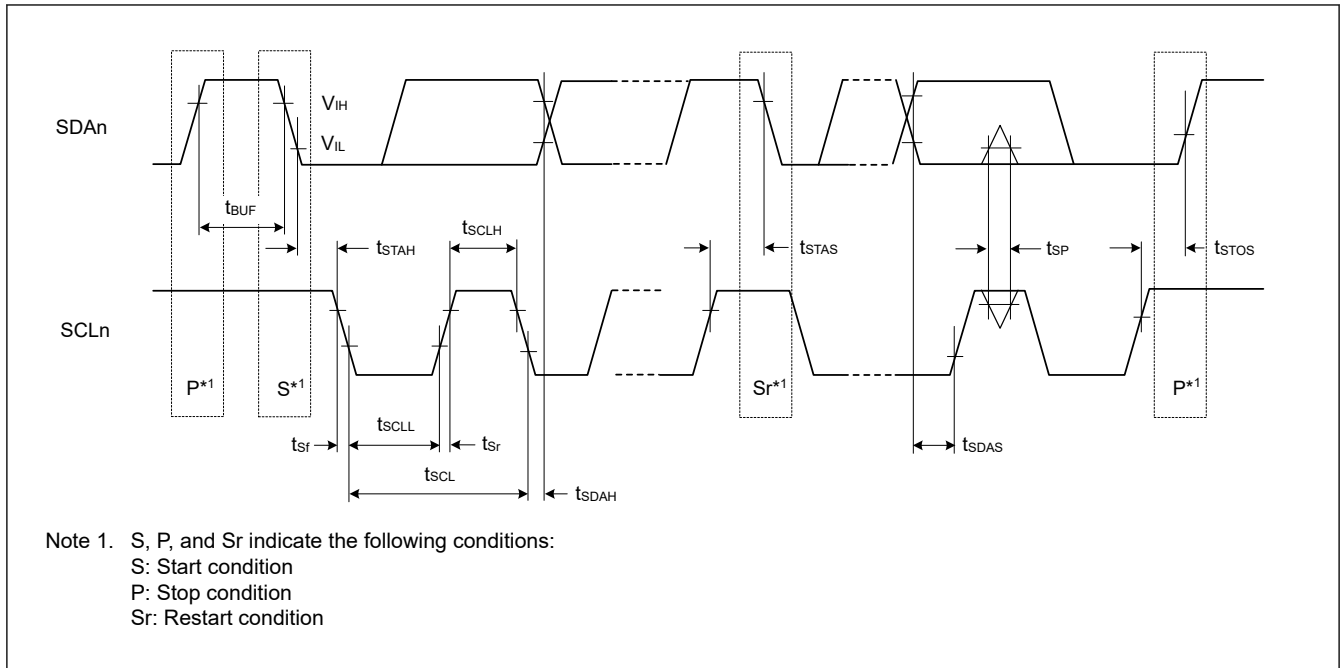 SDAn
VIH
VIL
tBUF
tSTAH
tSCLH
tSTAS
tSP
tSTOS
SCLn
P*1
S*1
Sr*1
P*1
tSf
tSCLL
tSr
tSDAS
tSCL
tSDAH
Note 1. S, P, and Sr indicate the following conditions:
S: Start condition
P: Stop condition
Sr: Restart condition